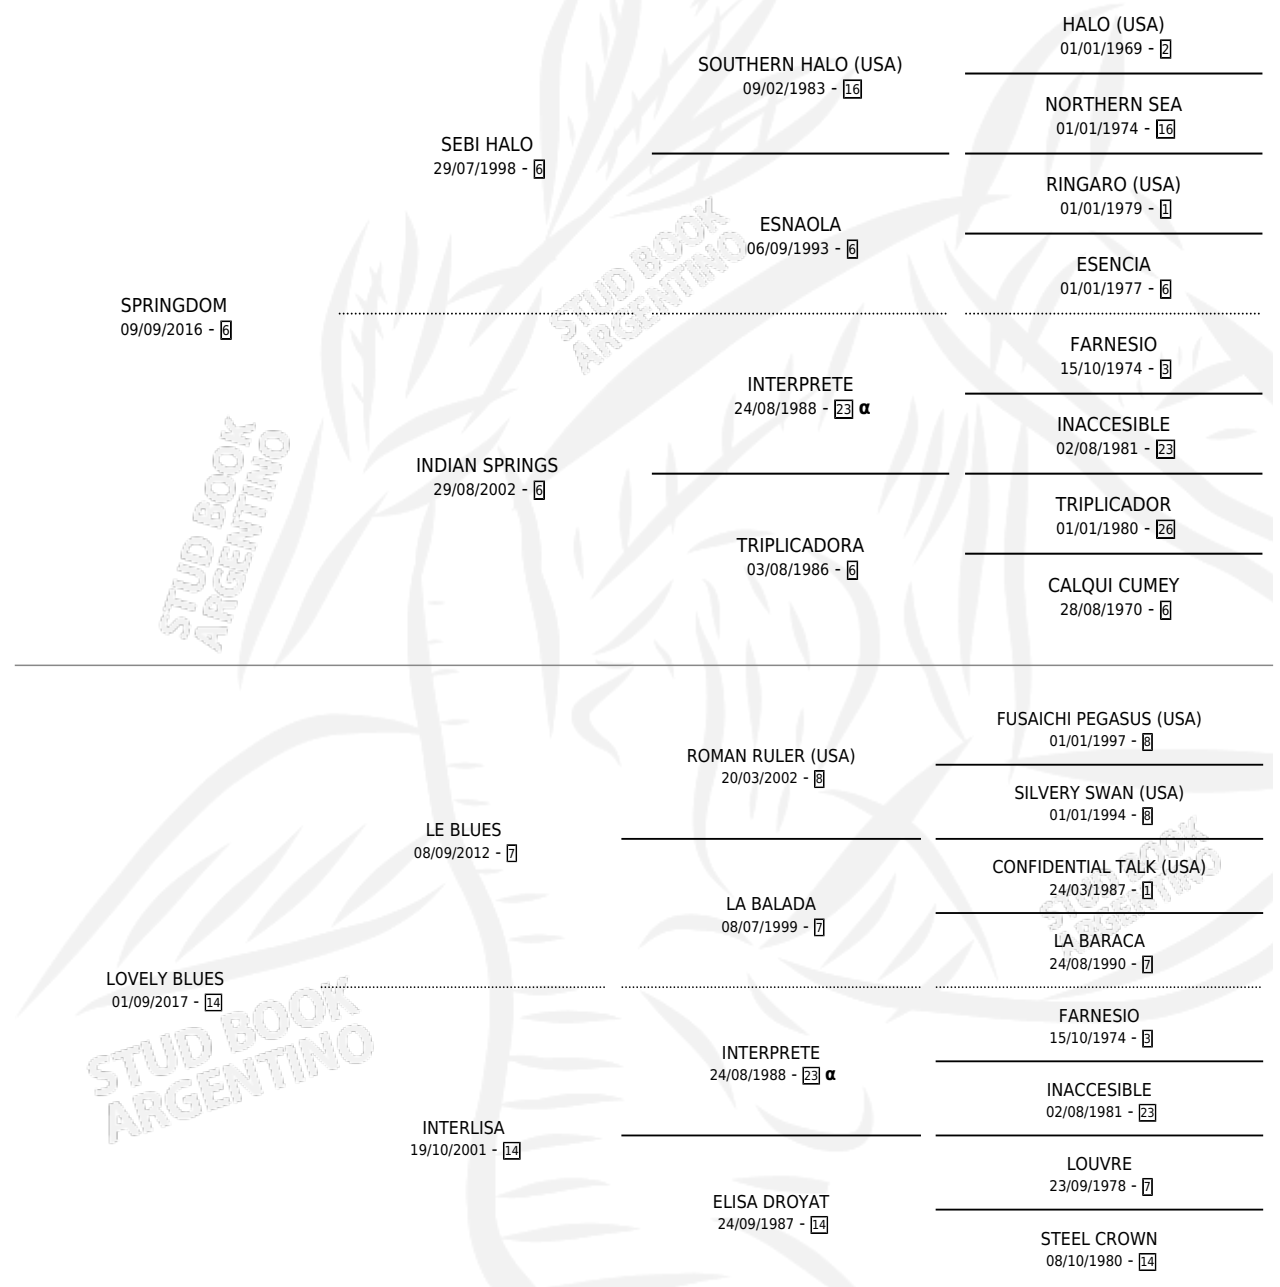 HALO (USA)
01/01/1969 - 2
SOUTHERN HALO (USA)
09/02/1983 - 16
NORTHERN SEA
01/01/1974 - 16
SEBI HALO
29/07/1998 - 6
RINGARO (USA)
01/01/1979 - 1
ESNAOLA
06/09/1993 - 6
ESENCIA
01/01/1977 - 6
SPRINGDOM
09/09/2016 - 6
FARNESIO
15/10/1974 - 3
INTERPRETE
24/08/1988 - 23 α
INACCESIBLE
02/08/1981 - 23
INDIAN SPRINGS
29/08/2002 - 6
TRIPLICADOR
01/01/1980 - 26
TRIPLICADORA
03/08/1986 - 6
CALQUI CUMEY
28/08/1970 - 6
STUD BOOK
ARGENTINO
STUD BOOK
ARGENTINO
FUSAICHI PEGASUS (USA)
01/01/1997 - 8
ROMAN RULER (USA)
20/03/2002 - 8
SILVERY SWAN (USA)
01/01/1994 - 8
LE BLUES
08/09/2012 - 7
CONFIDENTIAL TALK (USA)
24/03/1987 - 1
LA BALADA
08/07/1999 - 7
LA BARACA
24/08/1990 - 7
LOVELY BLUES
01/09/2017 - 14
FARNESIO
15/10/1974 - 3
INTERPRETE
24/08/1988 - 23 α
INACCESIBLE
02/08/1981 - 23
INTERLISA
19/10/2001 - 14
LOUVRE
23/09/1978 - 7
ELISA DROYAT
24/09/1987 - 14
STEEL CROWN
08/10/1980 - 14
STUD BOOK
ARGENTINO
STUD BOOK
ARGENTINO